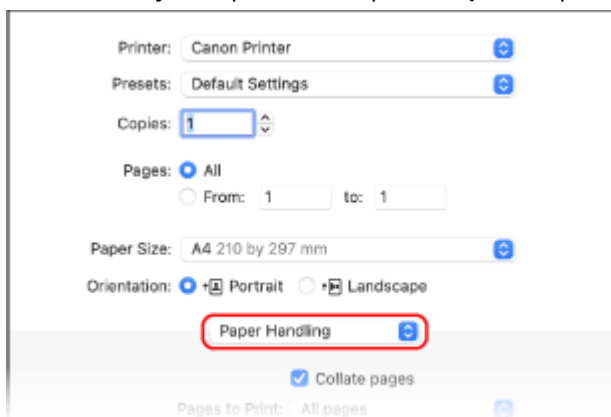 Printer: Canon Printer
Presets: Default Settings
Copies: 1
Pages: All
From: 1 to: 1
Paper Size: A4 210 by 297 mm
Orientation: Portrait Landscape
Paper Handling
Collate pages
Pages to Print: All pages